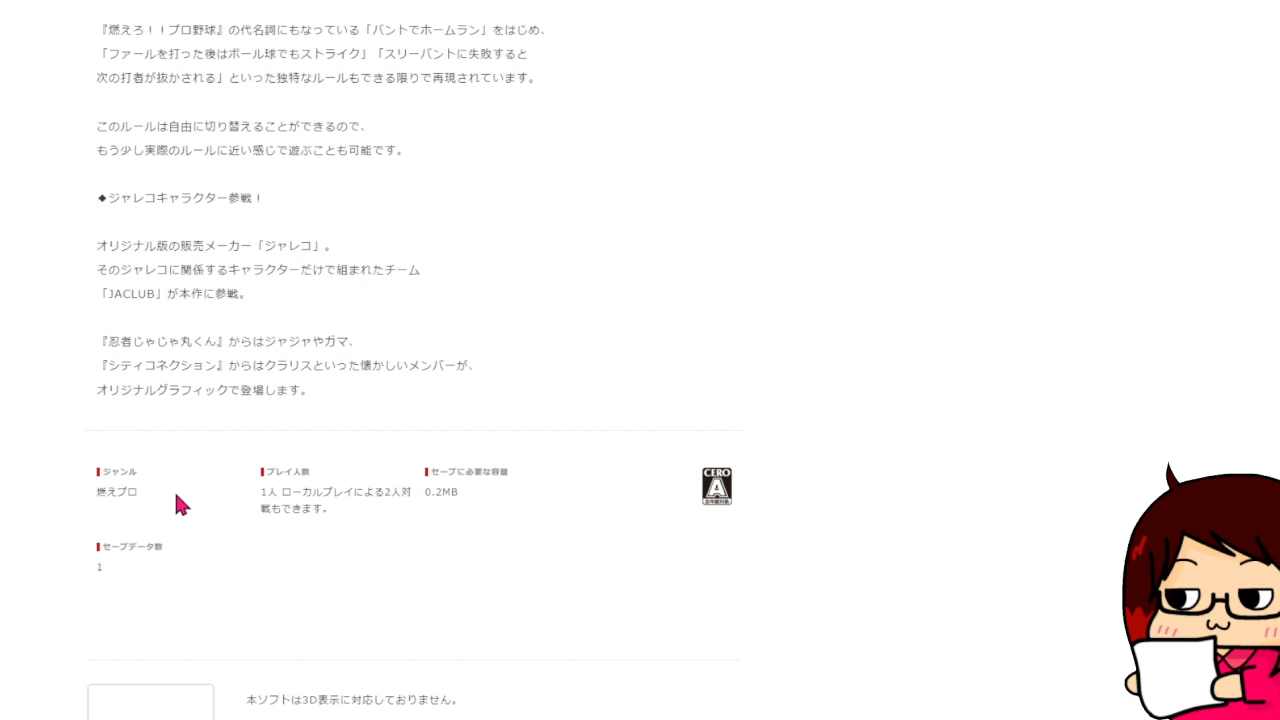 『燃えろ！！プロ野球』の代名詞にもなっている「バントでホームラン」をはじめ、
「ファールを打った後はボール球でもストライク」「スリーバントに失敗すると
次の打者が抜かされる」といった独特なルールもできる限りで再現されています。
このルールは自由に切り替えることができるので、
もう少し実際のルールに近い感じで遊ぶことも可能です。
◆ジャレコキャラクター参戦！
オリジナル版の販売メーカー「ジャレコ」。
そのジャレコに関係するキャラクターだけで組まれたチーム
「JACLUB」が本作に参戦。
『忍者じゃじゃ丸くん』からはジャジャやガマ、
『シティコネクション』からはクラリスといった懐かしいメンバーが、
オリジナルグラフィックで登場します。
ジャンル
燃えプロ
プレイ人数
1人 ローカルプレイによる2人対
戦もできます。
セーブに必要な容量
0.2MB
CERO
A
全年齢対象
セーブデータ数
1
本ソフトは3D表示に対応しておりません。